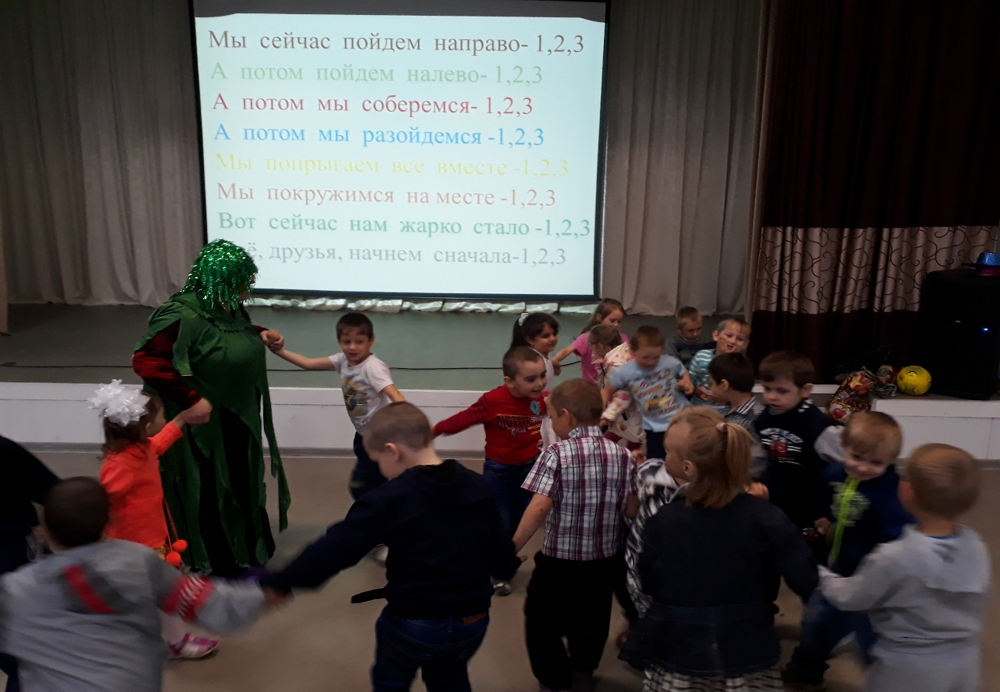 Мы сейчас пойдем направо- 1,2,3
А потом пойдем налево- 1,2,3
А потом мы соберемся- 1,2,3
А потом мы разойдемся -1,2,3
Мы попрыгаем все вместе -1,2,3
Мы покружимся на месте -1,2,3
Вот сейчас нам жарко стало -1,2,3
друзья, начнем сначала-1,2,3